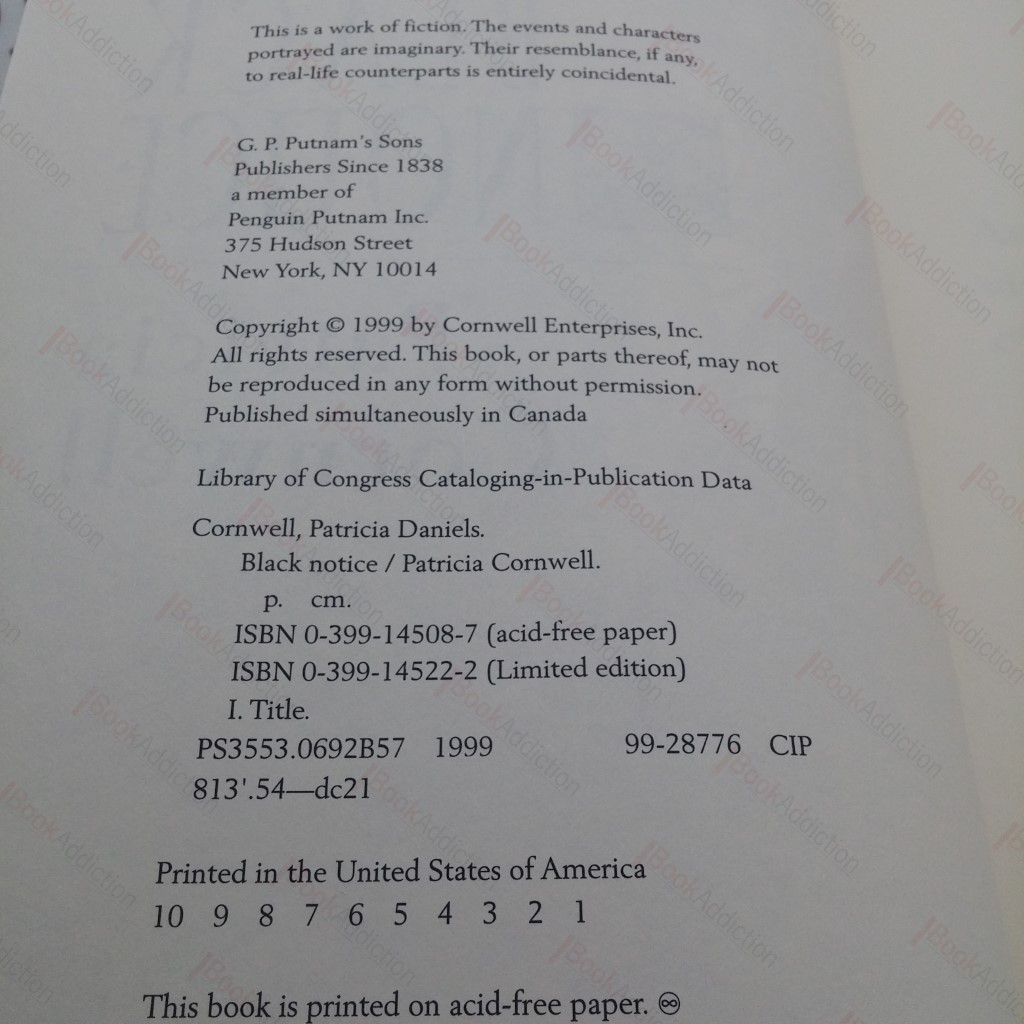 This is a work of fiction. The events and characters
portrayed are imaginary. Their resemblance, if any,
to real-life counterparts is entirely coincidental.
G. P. Putnam's Sons
Publishers Since 1838
a member of
Penguin Putnam Inc.
375 Hudson Street
New York, NY 10014
Copyright © 1999 by Cornwell Enterprises, Inc.
All rights reserved. This book, or parts thereof, may not
be reproduced in any form without permission.
Published simultaneously in Canada
Library of Congress Cataloging-in-Publication Data
Cornwell, Patricia Daniels.
Black notice / Patricia Cornwell.
p. cm.
ISBN 0-399-14508-7 (acid-free paper)
ISBN 0-399-14522-2 (Limited edition)
I. Title.
PS3553.0692B57 1999 99-28776 CIP
813'.54—dc21
Printed in the United States of America
10 9 8 7 6 5 4 3 2 1
This book is printed on acid-free paper. ♾
BookAddiction